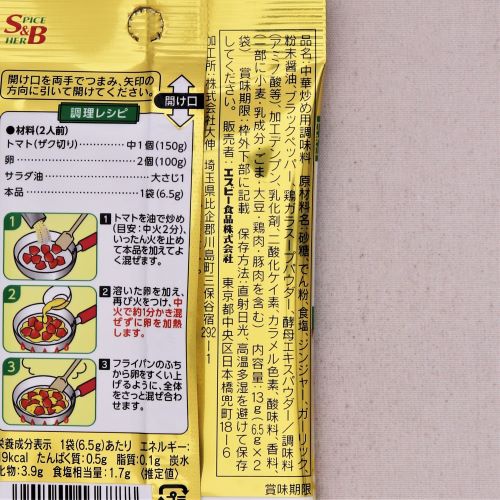 SPICE
S&B
HERB
開け口を両手でつまみ、矢印の
方向に引いて開けてください。
開け口
調理レシピ
●材料(2人前)
トマト(ザク切り)………………中1個(150g)
卵………………2個(100g)
サラダ油………………大さじ1
本品………………1袋(6.5g)
1
1 トマトを油で炒め
(目安:中火2分)、
いったん火を止め
て本品を加えてよ
く混ぜます。
2
2 溶いた卵を加え、
再び火をつけ、中
火で約1分かき混
ぜずに卵を加熱
します。
3
3 フライパンのふち
から卵をすくい上
げるように、全体
をさっと混ぜ合わ
せます。
栄養成分表示 1袋(6.5g)あたり エネルギー:
9kcal たんぱく質:0.5g 脂質:0.1g 炭水
化物:3.9g 食塩相当量:1.7g 〈推定値〉
品名:中華炒め用調味料 原材料名:砂糖、でん粉、食塩、ジンジャー、ガーリック、
粉末醤油、ブラックペッパー、鶏ガラスープパウダー、酵母エキスパウダー/調味料
(アミノ酸等)、加工デンプン、乳化剤、二酸化ケイ素、カラメル色素、酸味料、香料、
(一部に小麦・乳成分・ごま・大豆・鶏肉・豚肉を含む) 内容量:13g(6.5g×2
袋) 賞味期限:枠外下部に記載 保存方法:直射日光、高温多湿を避けて保存
してください。 販売者:エスビー食品株式会社 東京都中央区日本橋兜町18-6
加工所 株式会社大伸 埼玉県比企郡川島町三保谷宿292-1
賞味期限